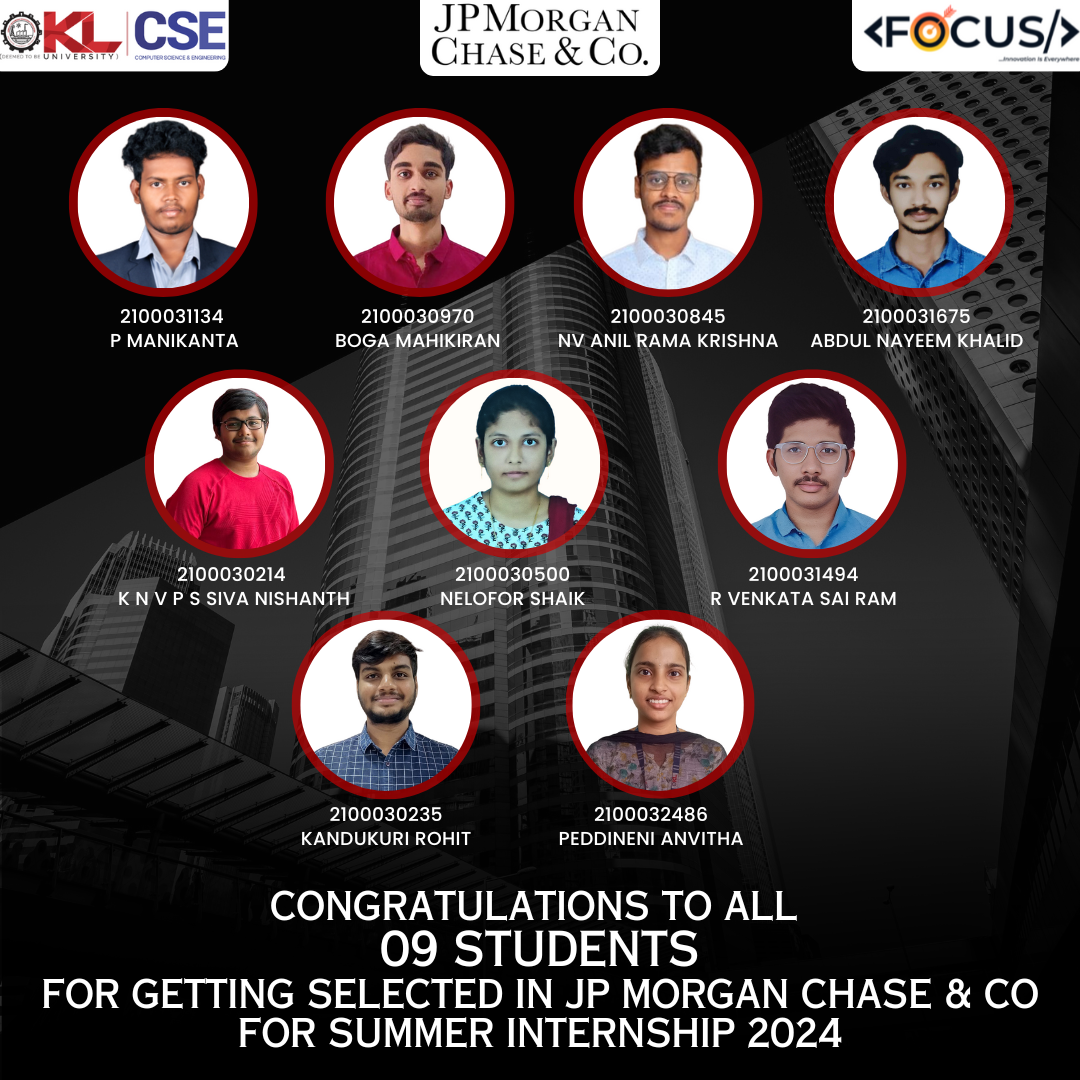 KL | CSE
(DEEMED TO BE UNIVERSITY) COMPUTER SCIENCE & ENGINEERING
JPMORGAN
CHASE & CO.
<FOCUS/>
...Innovation Is Everywhere
2100031134
P MANIKANTA
2100030970
BOGA MAHIKIRAN
2100030845
NV ANIL RAMA KRISHNA
2100031675
ABDUL NAYEEM KHALID
2100030214
K N V P S SIVA NISHANTH
2100030500
NELOFOR SHAIK
2100031494
R VENKATA SAI RAM
2100030235
KANDUKURI ROHIT
2100032486
PEDDINENI ANVITHA
CONGRATULATIONS TO ALL
09 STUDENTS
FOR GETTING SELECTED IN JP MORGAN CHASE & CO
FOR SUMMER INTERNSHIP 2024